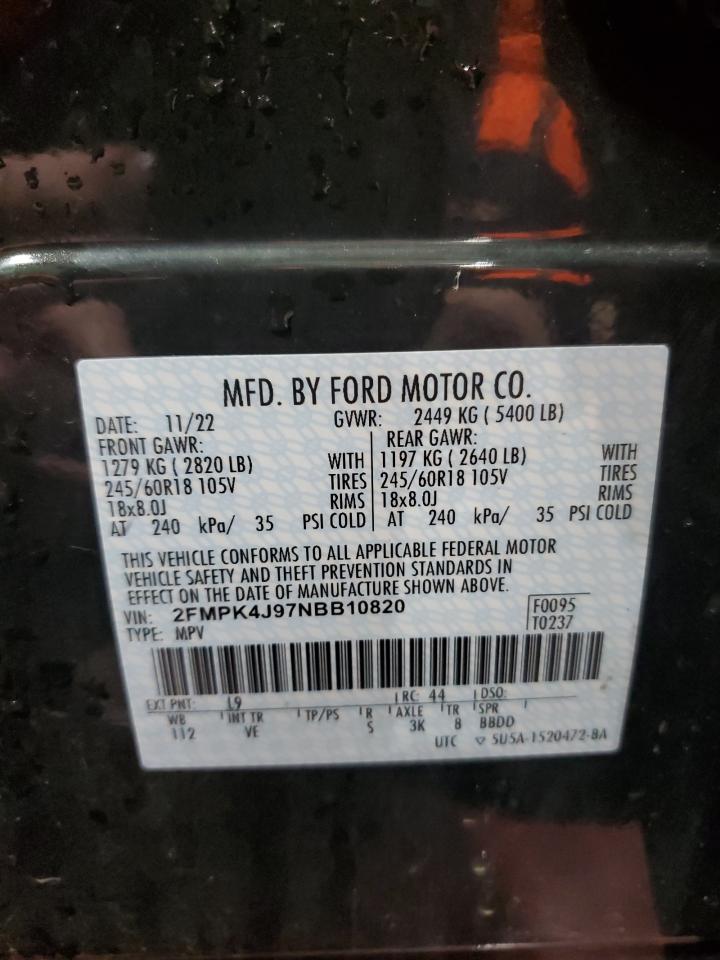 MFD. BY FORD MOTOR CO.
DATE: 11/22 GVWR: 2449 KG ( 5400 LB)
FRONT GAWR: REAR GAWR:
1279 KG ( 2820 LB) WITH 1197 KG ( 2640 LB) WITH
245/60R18 105V TIRES 245/60R18 105V TIRES
18x8.0J RIMS 18x8.0J RIMS
AT 240 kPa/ 35 PSI COLD AT 240 kPa/ 35 PSI COLD
THIS VEHICLE CONFORMS TO ALL APPLICABLE FEDERAL MOTOR
VEHICLE SAFETY AND THEFT PREVENTION STANDARDS IN
EFFECT ON THE DATE OF MANUFACTURE SHOWN ABOVE.
VIN: 2FMPK4J97NBB10820 F0095
TYPE: MPV T0237
EXT PNT: L9 RC: 44 DSO:
WB INT TR TP/PS R AXLE TR SPR
112 VE S 3K 8 BBDD
UTC ▽ 5U5A-1520472-BA